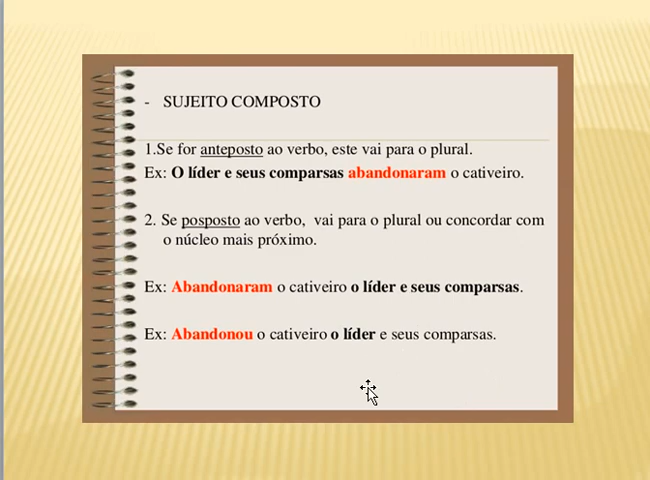 - SUJEITO COMPOSTO
1.Se for anteposto ao verbo, este vai para o plural.
Ex: O líder e seus comparsas abandonaram o cativeiro.
2. Se posposto ao verbo, vai para o plural ou concordar com
o núcleo mais próximo.
Ex: Abandonaram o cativeiro o líder e seus comparsas.
Ex: Abandonou o cativeiro o líder e seus comparsas.